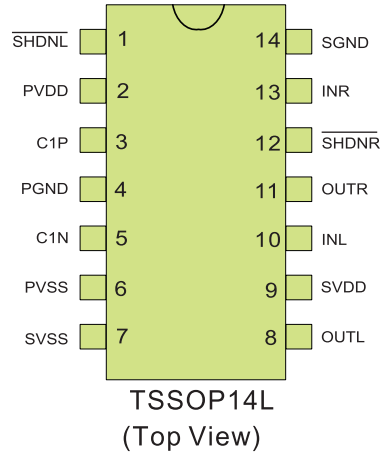 SHDNL 1 14 SGND
PVDD 2 13 INR
C1P 3 12 SHDNR
PGND 4 11 OUTR
C1N 5 10 INL
PVSS 6 9 SVDD
SVSS 7 8 OUTL
TSSOP14L
(Top View)